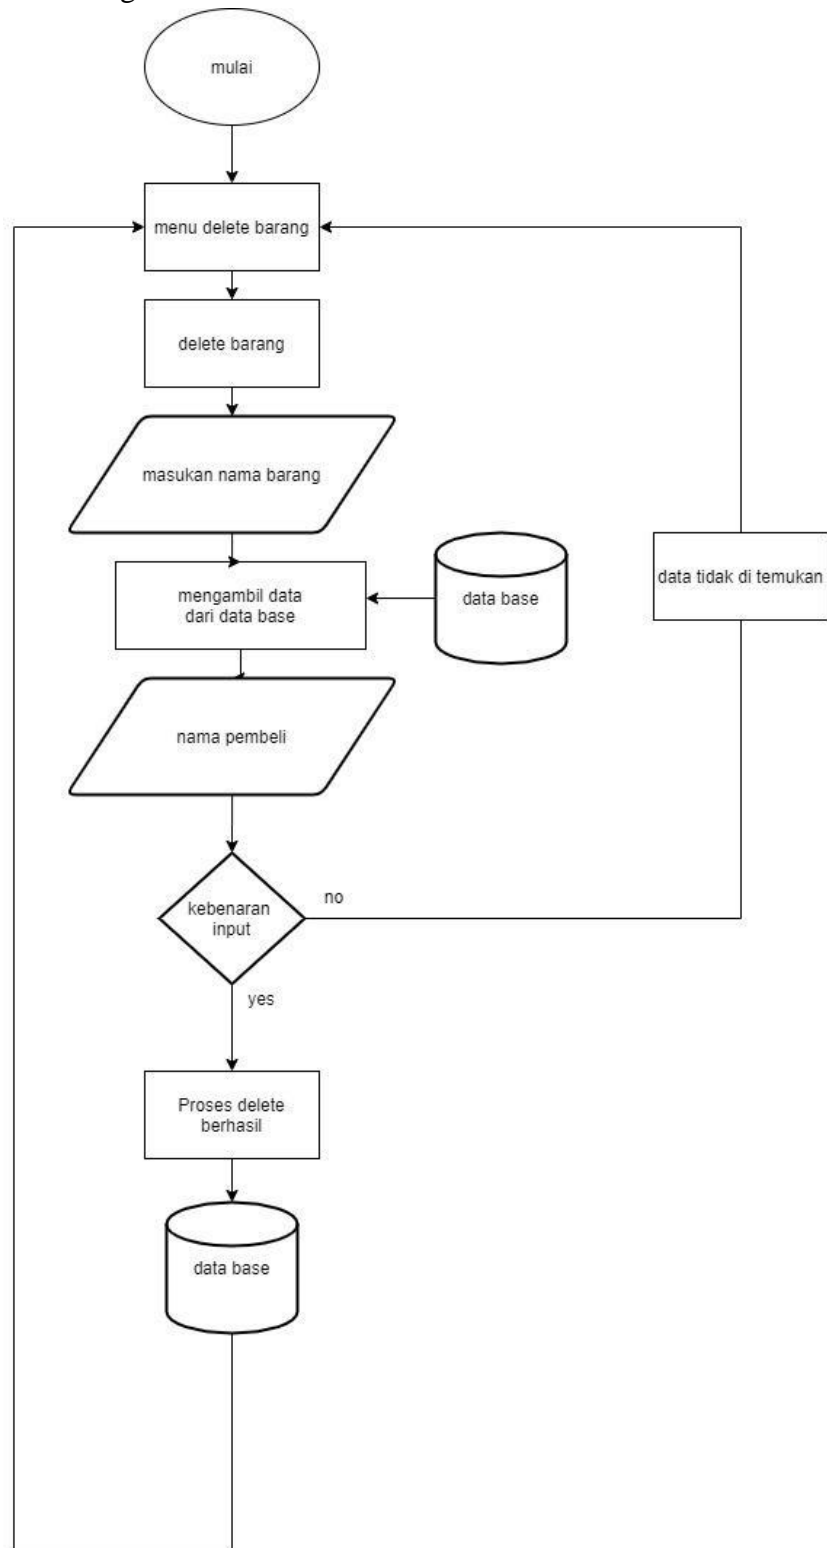 mulai
menu delete barang
delete barang
masukan nama barang
mengambil data
dari data base
data base
data tidak di temukan
nama pembeli
kebenaran
input
no
yes
Proses delete
berhasil
data base